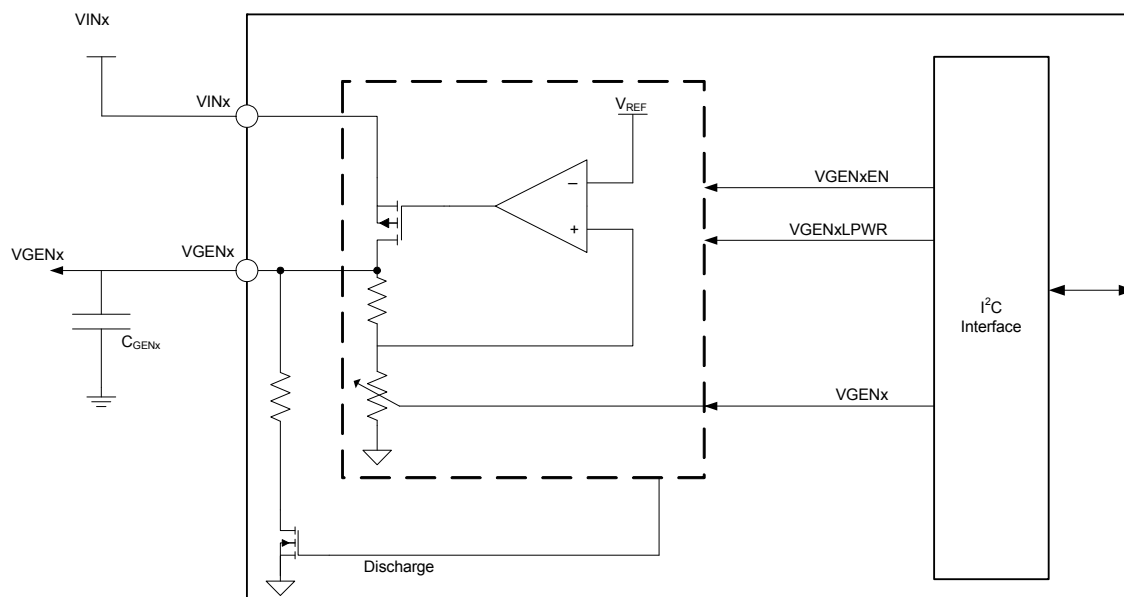 VINx
VINx
VREF
VGENxEN
VGENxLPWR
VGENx
VGENx
CGENx
I2C
Interface
VGENx
Discharge
−
+